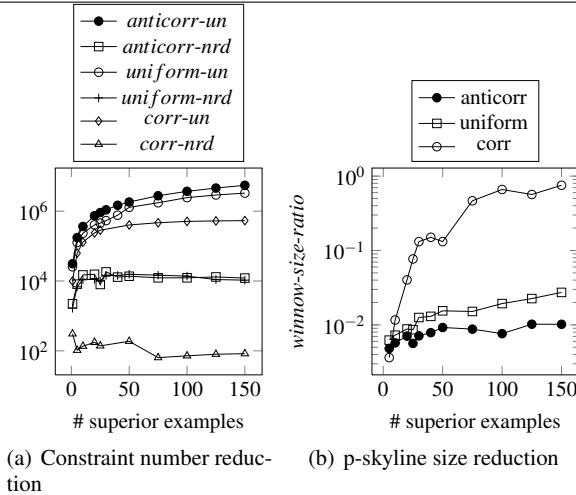 anticorr-un
anticorr-nrd
uniform-un
uniform-nrd
corr-un
corr-nrd
10^6
10^4
10^2
0
50
100
150
# superior examples
(a) Constraint number reduc-
tion
anticorr
uniform
corr
winnow-size-ratio
10^0
10^-1
10^-2
0
50
100
150
# superior examples
(b) p-skyline size reduction